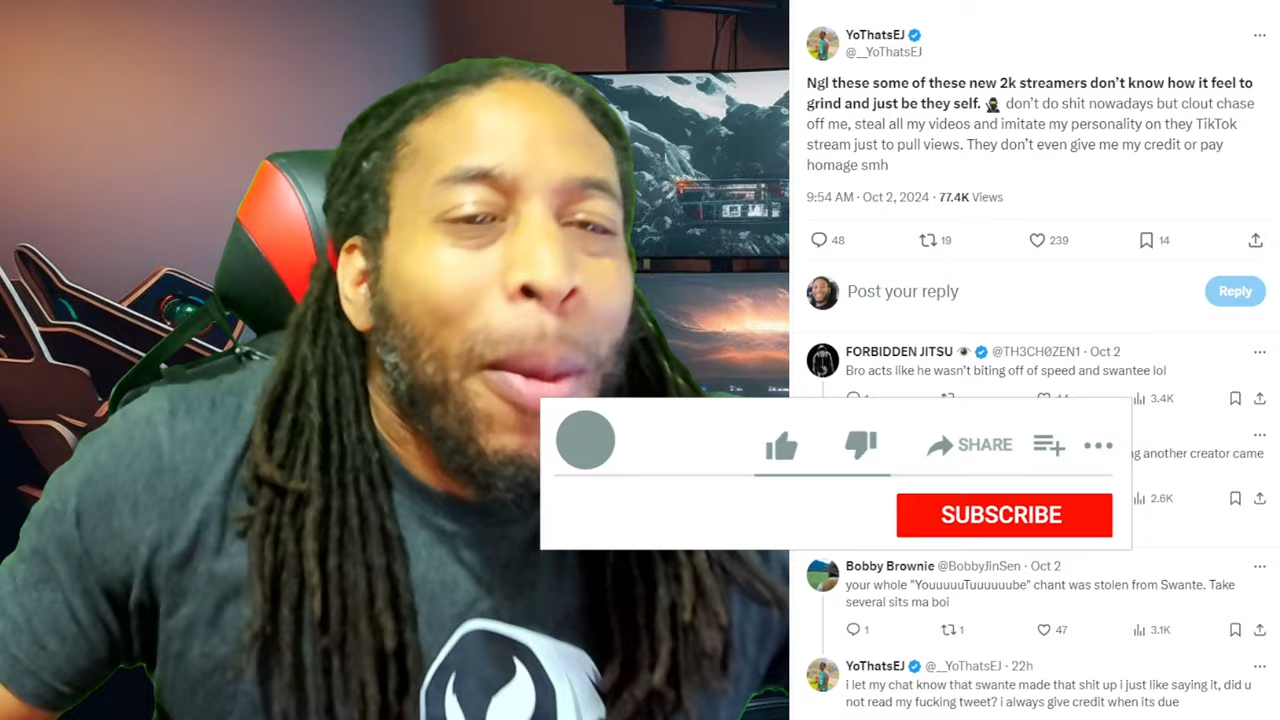 YoThatsEJ
@__YoThatsEJ
Ngl these some of these new 2k streamers don't know how it feel to
grind and just be they self. 🥷 don't do shit nowadays but clout chase
off me, steal all my videos and imitate my personality on they TikTok
stream just to pull views. They don't even give me my credit or pay
homage smh
9:54 AM · Oct 2, 2024 · 77.4K Views
48 19 239 14
Post your reply
Reply
FORBIDDEN JITSU 👁 @TH3CH0ZEN1 · Oct 2
Bro acts like he wasn't biting off of speed and swantee lol
3.4K
another creator came
2.6K
SHARE
SUBSCRIBE
Bobby Brownie @BobbyJinSen · Oct 2
your whole "YouuuuuTuuuuuube" chant was stolen from Swante. Take
several sits ma boi
1 1 47 3.1K
YoThatsEJ @__YoThatsEJ · 22h
i let my chat know that swante made that shit up i just like saying it, did u
not read my fucking tweet? i always give credit when its due